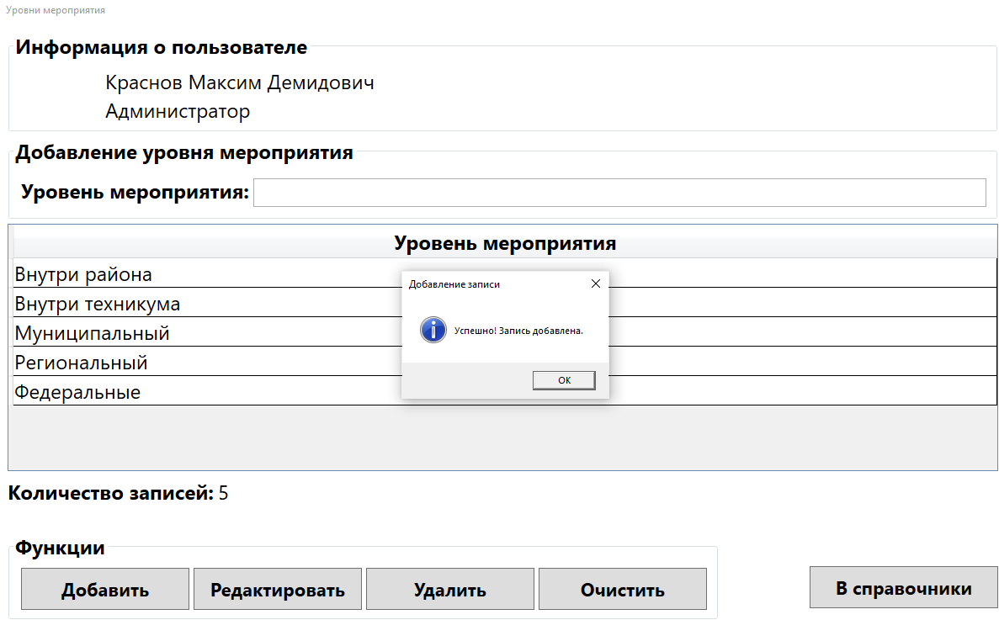 Уровни мероприятия
Информация о пользователе
Краснов Максим Демидович
Администратор
Добавление уровня мероприятия
Уровень мероприятия:
Уровень мероприятия
Внутри района
Внутри техникума
Муниципальный
Региональный
Федеральные
Добавление записи
Успешно! Запись добавлена.
ОК
Количество записей: 5
Функции
Добавить Редактировать Удалить Очистить В справочники